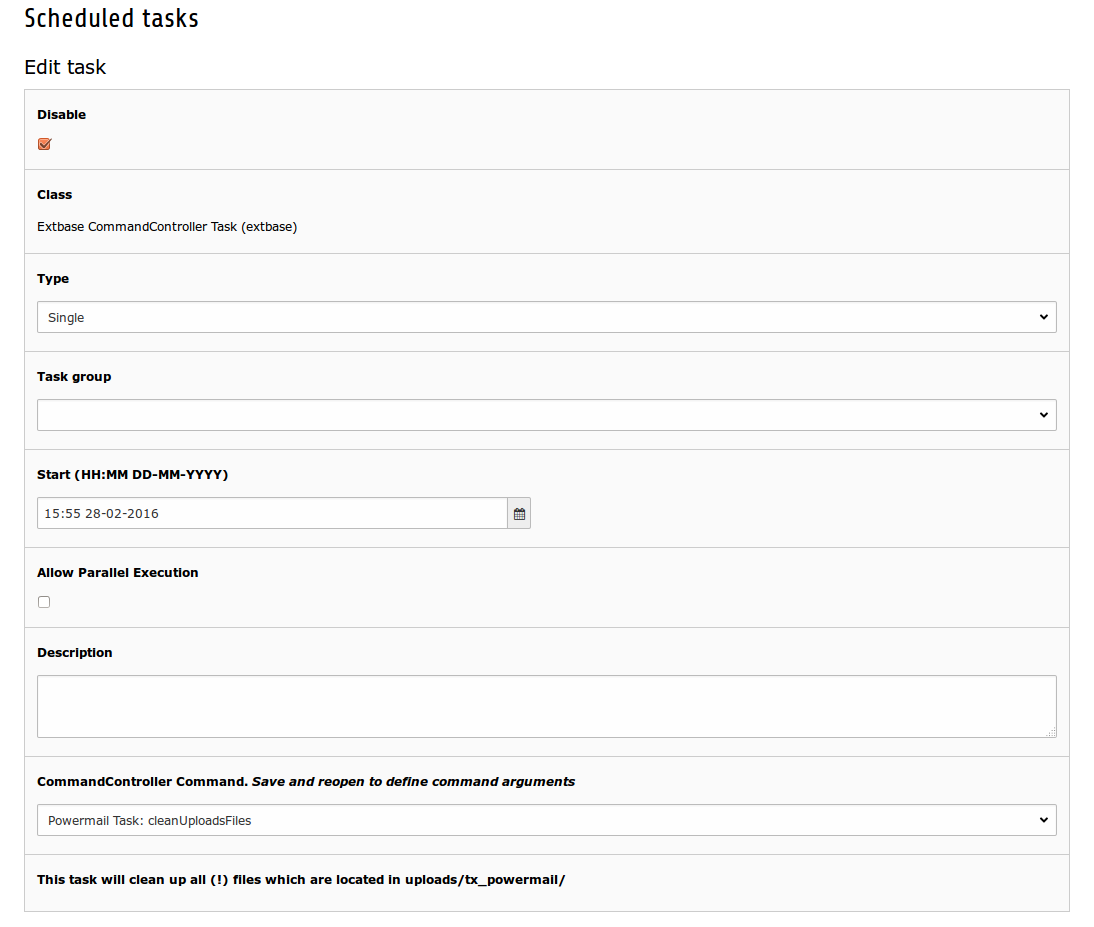 Scheduled tasks
Edit task
Disable
Class
Extbase CommandController Task (extbase)
Type
Single
Task group
Start (HH:MM DD-MM-YYYY)
15:55 28-02-2016
Allow Parallel Execution
Description
CommandController Command. Save and reopen to define command arguments
Powermail Task: cleanUploadsFiles
This task will clean up all (!) files which are located in uploads/tx_powermail/